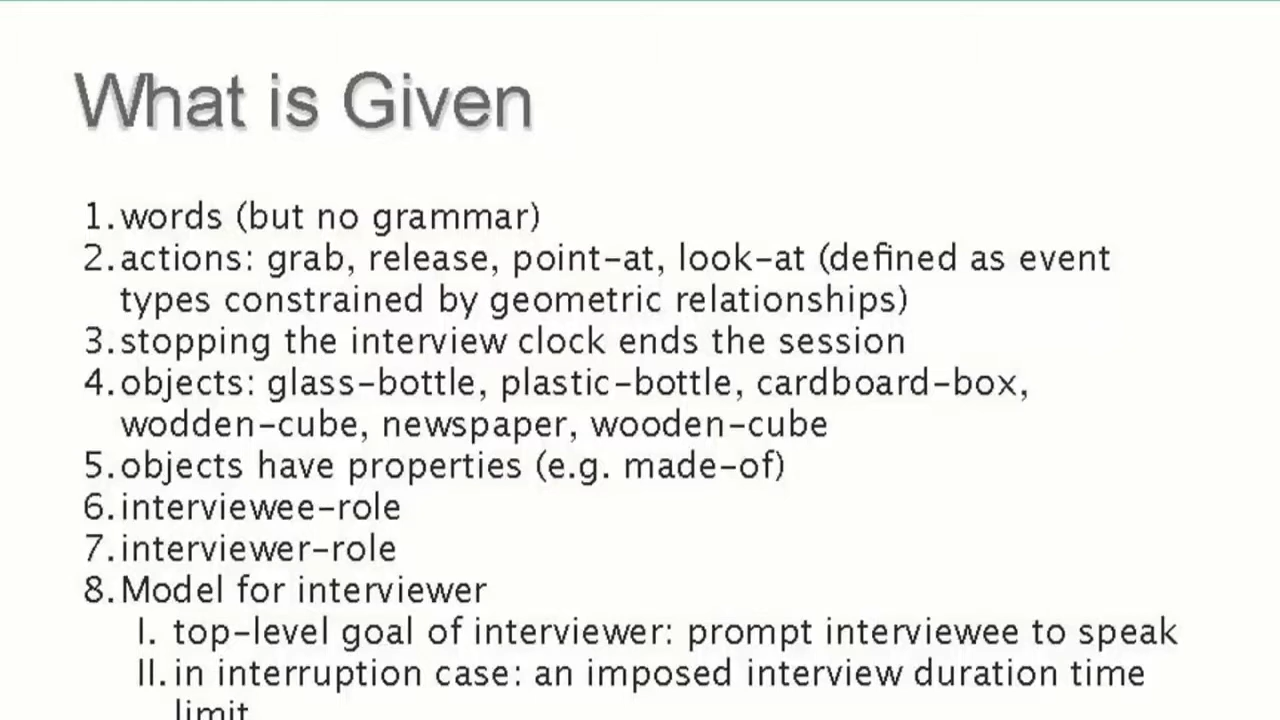 What is Given
1. words (but no grammar)
2. actions: grab, release, point-at, look-at (defined as event
types constrained by geometric relationships)
3. stopping the interview clock ends the session
4. objects: glass-bottle, plastic-bottle, cardboard-box,
wodden-cube, newspaper, wooden-cube
5. objects have properties (e.g. made-of)
6. interviewee-role
7. interviewer-role
8. Model for interviewer
I. top-level goal of interviewer: prompt interviewee to speak
II. in interruption case: an imposed interview duration time
limit